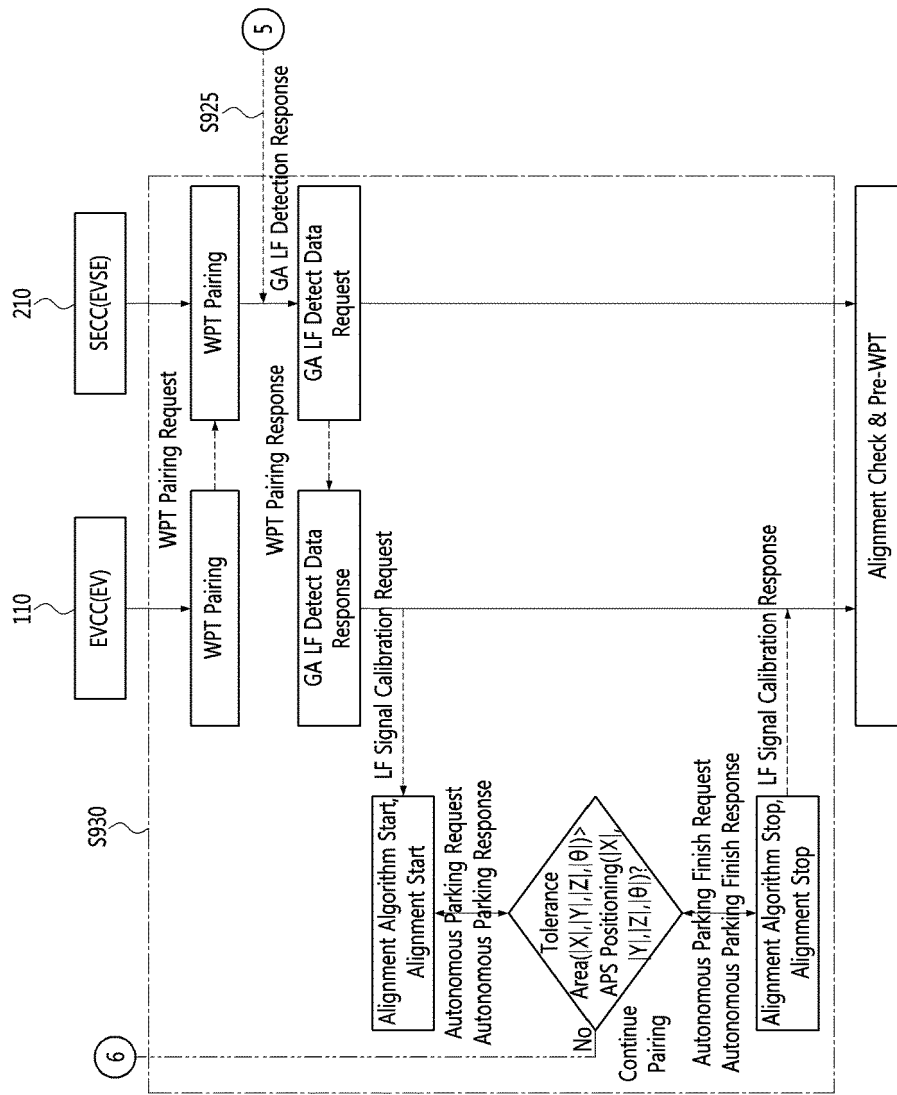 110
210
EVCC(EV)
SECC(EVSE)
S930
WPT Pairing Request
WPT Pairing
WPT Pairing
S925
5
GA LF Detection Response
WPT Pairing Response
GA LF Detect Data
Response
GA LF Detect Data
Request
6
LF Signal Calibration Request
Alignment Algorithm Start,
Alignment Start
Autonomous Parking Request
Autonomous Parking Response
No
Tolerance
Area(|X|,|Y|,|Z|,|θ|)>
APS Positioning(|X|,
|Y|,|Z|,|θ|)?
Continue
Pairing
Autonomous Parking Finish Request
Autonomous Parking Finish Response
Alignment Algorithm Stop,
Alignment Stop
LF Signal Calibration Response
Alignment Check & Pre-WPT